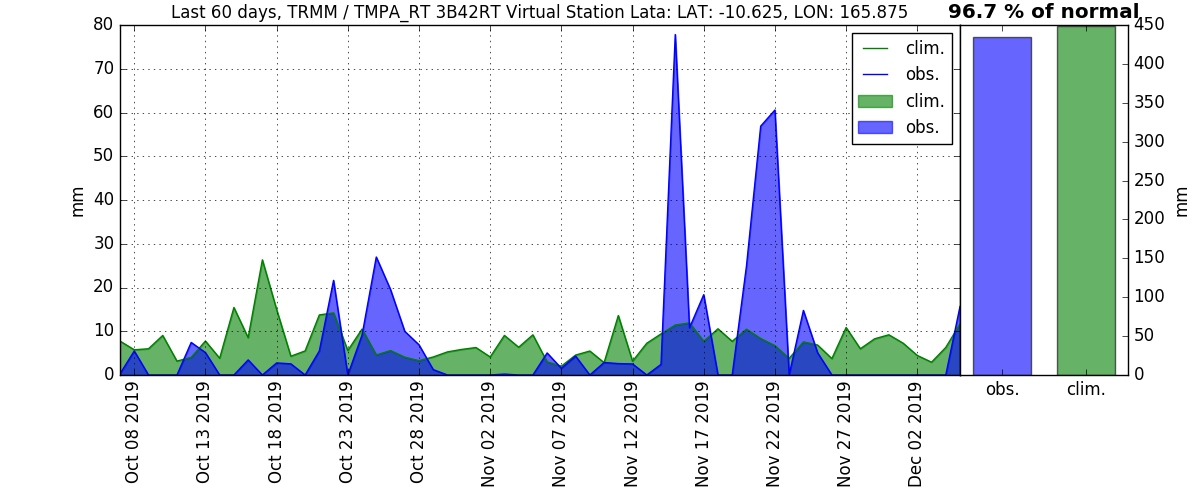 Last 60 days, TRMM / TMPA_RT 3B42RT Virtual Station Lata: LAT: -10.625, LON: 165.875
96.7 % of normal
80
70
60
50
40
30
20
10
0
mm
clim.
obs.
clim.
obs.
Oct 08 2019
Oct 13 2019
Oct 18 2019
Oct 23 2019
Oct 28 2019
Nov 02 2019
Nov 07 2019
Nov 12 2019
Nov 17 2019
Nov 22 2019
Nov 27 2019
Dec 02 2019
450
400
350
300
250
200
150
100
50
0
mm
obs.
clim.